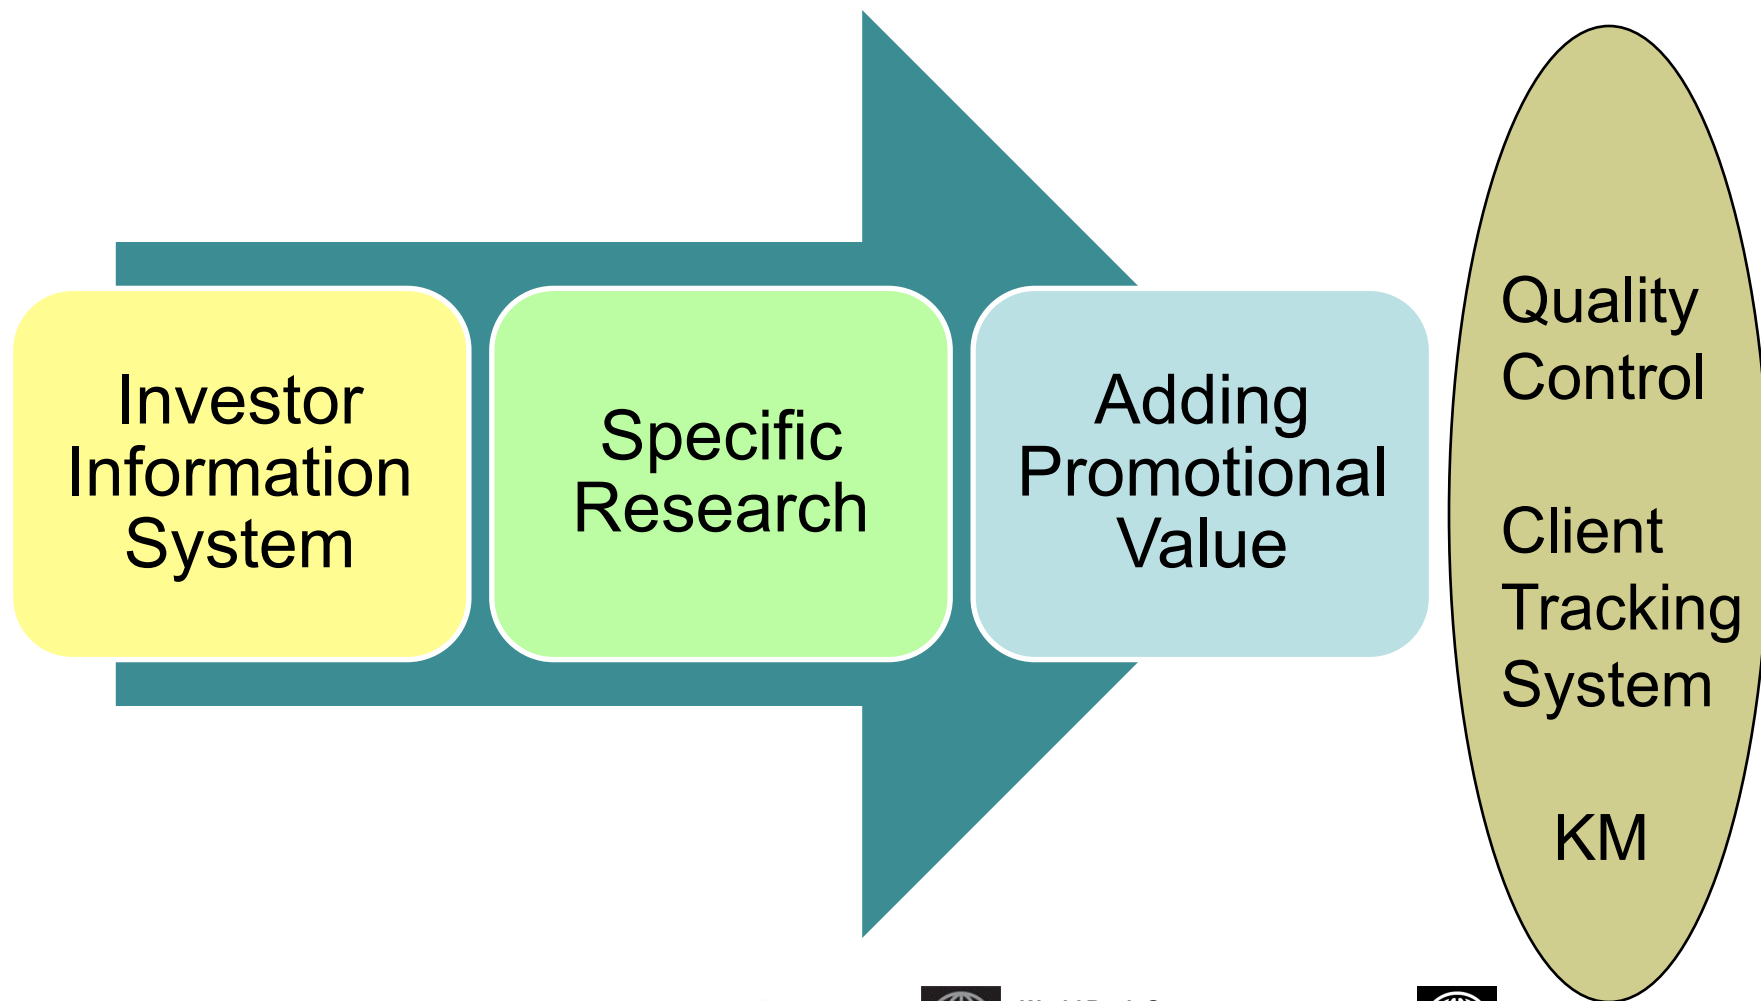 Investor
Information
System
Specific
Research
Adding
Promotional
Value
Quality
Control
Client
Tracking
System
KM